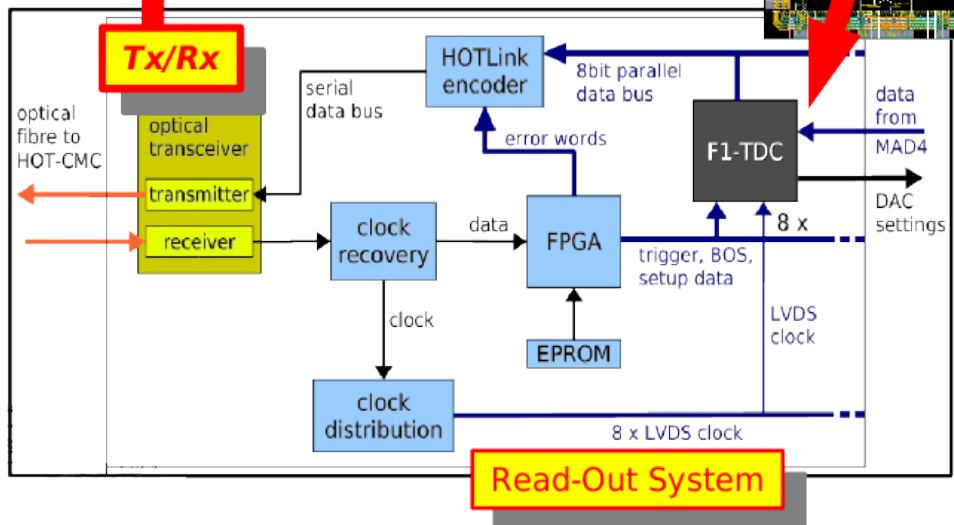 Tx/Rx
optical
fibre to
HOT-CMC
optical
transceiver
transmitter
receiver
serial
data bus
HOTLink
encoder
8bit parallel
data bus
error words
F1-TDC
data
from
MAD4
DAC
settings
8 x
clock
recovery
data
FPGA
trigger, BOS,
setup data
clock
EPROM
LVDS
clock
clock
distribution
8 x LVDS clock
Read-Out System